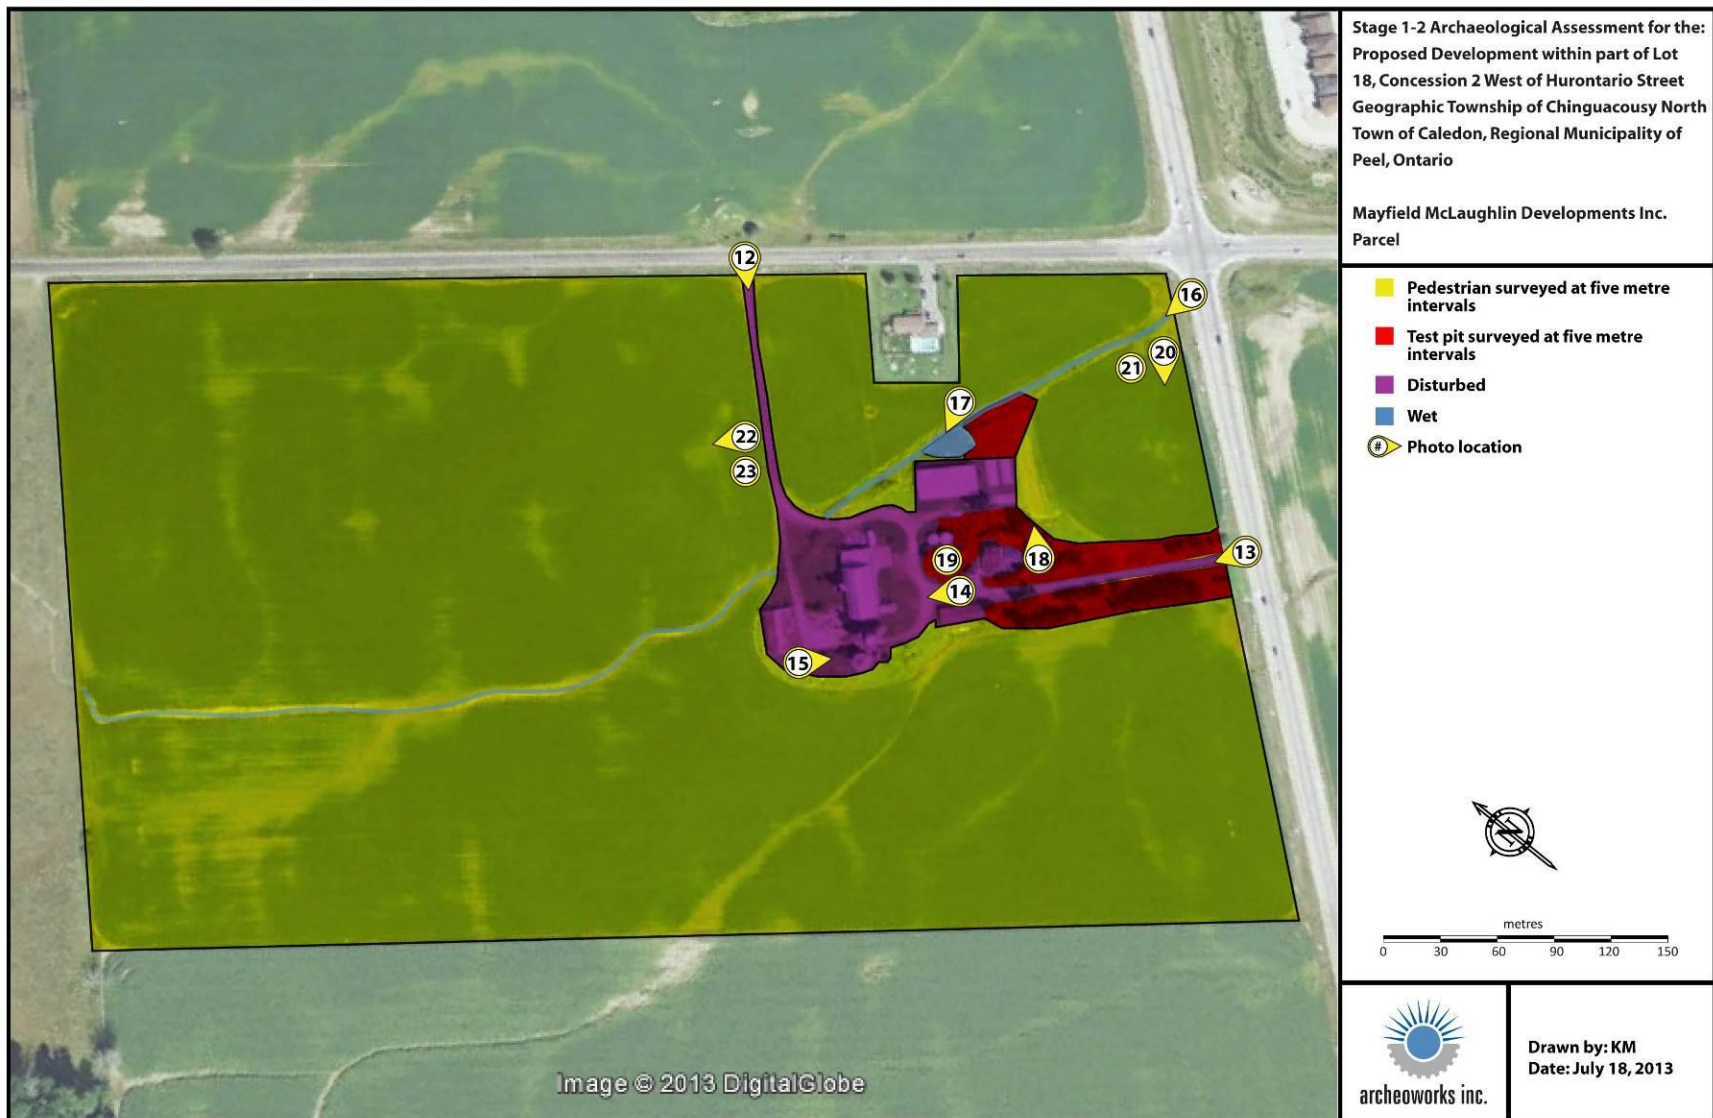 Stage 1-2 Archaeological Assessment for the:
Proposed Development within part of Lot
18, Concession 2 West of Hurontario Street
Geographic Township of Chinguacousy North
Town of Caledon, Regional Municipality of
Peel, Ontario
Mayfield McLaughlin Developments Inc.
Parcel
Pedestrian surveyed at five metre
intervals
Test pit surveyed at five metre
intervals
Disturbed
Wet
# Photo location
12
16
20
21
17
22
23
18
13
19
14
15
N
metres
0 30 60 90 120 150
Image © 2013 DigitalGlobe
archeoworks inc.
Drawn by: KM
Date: July 18, 2013